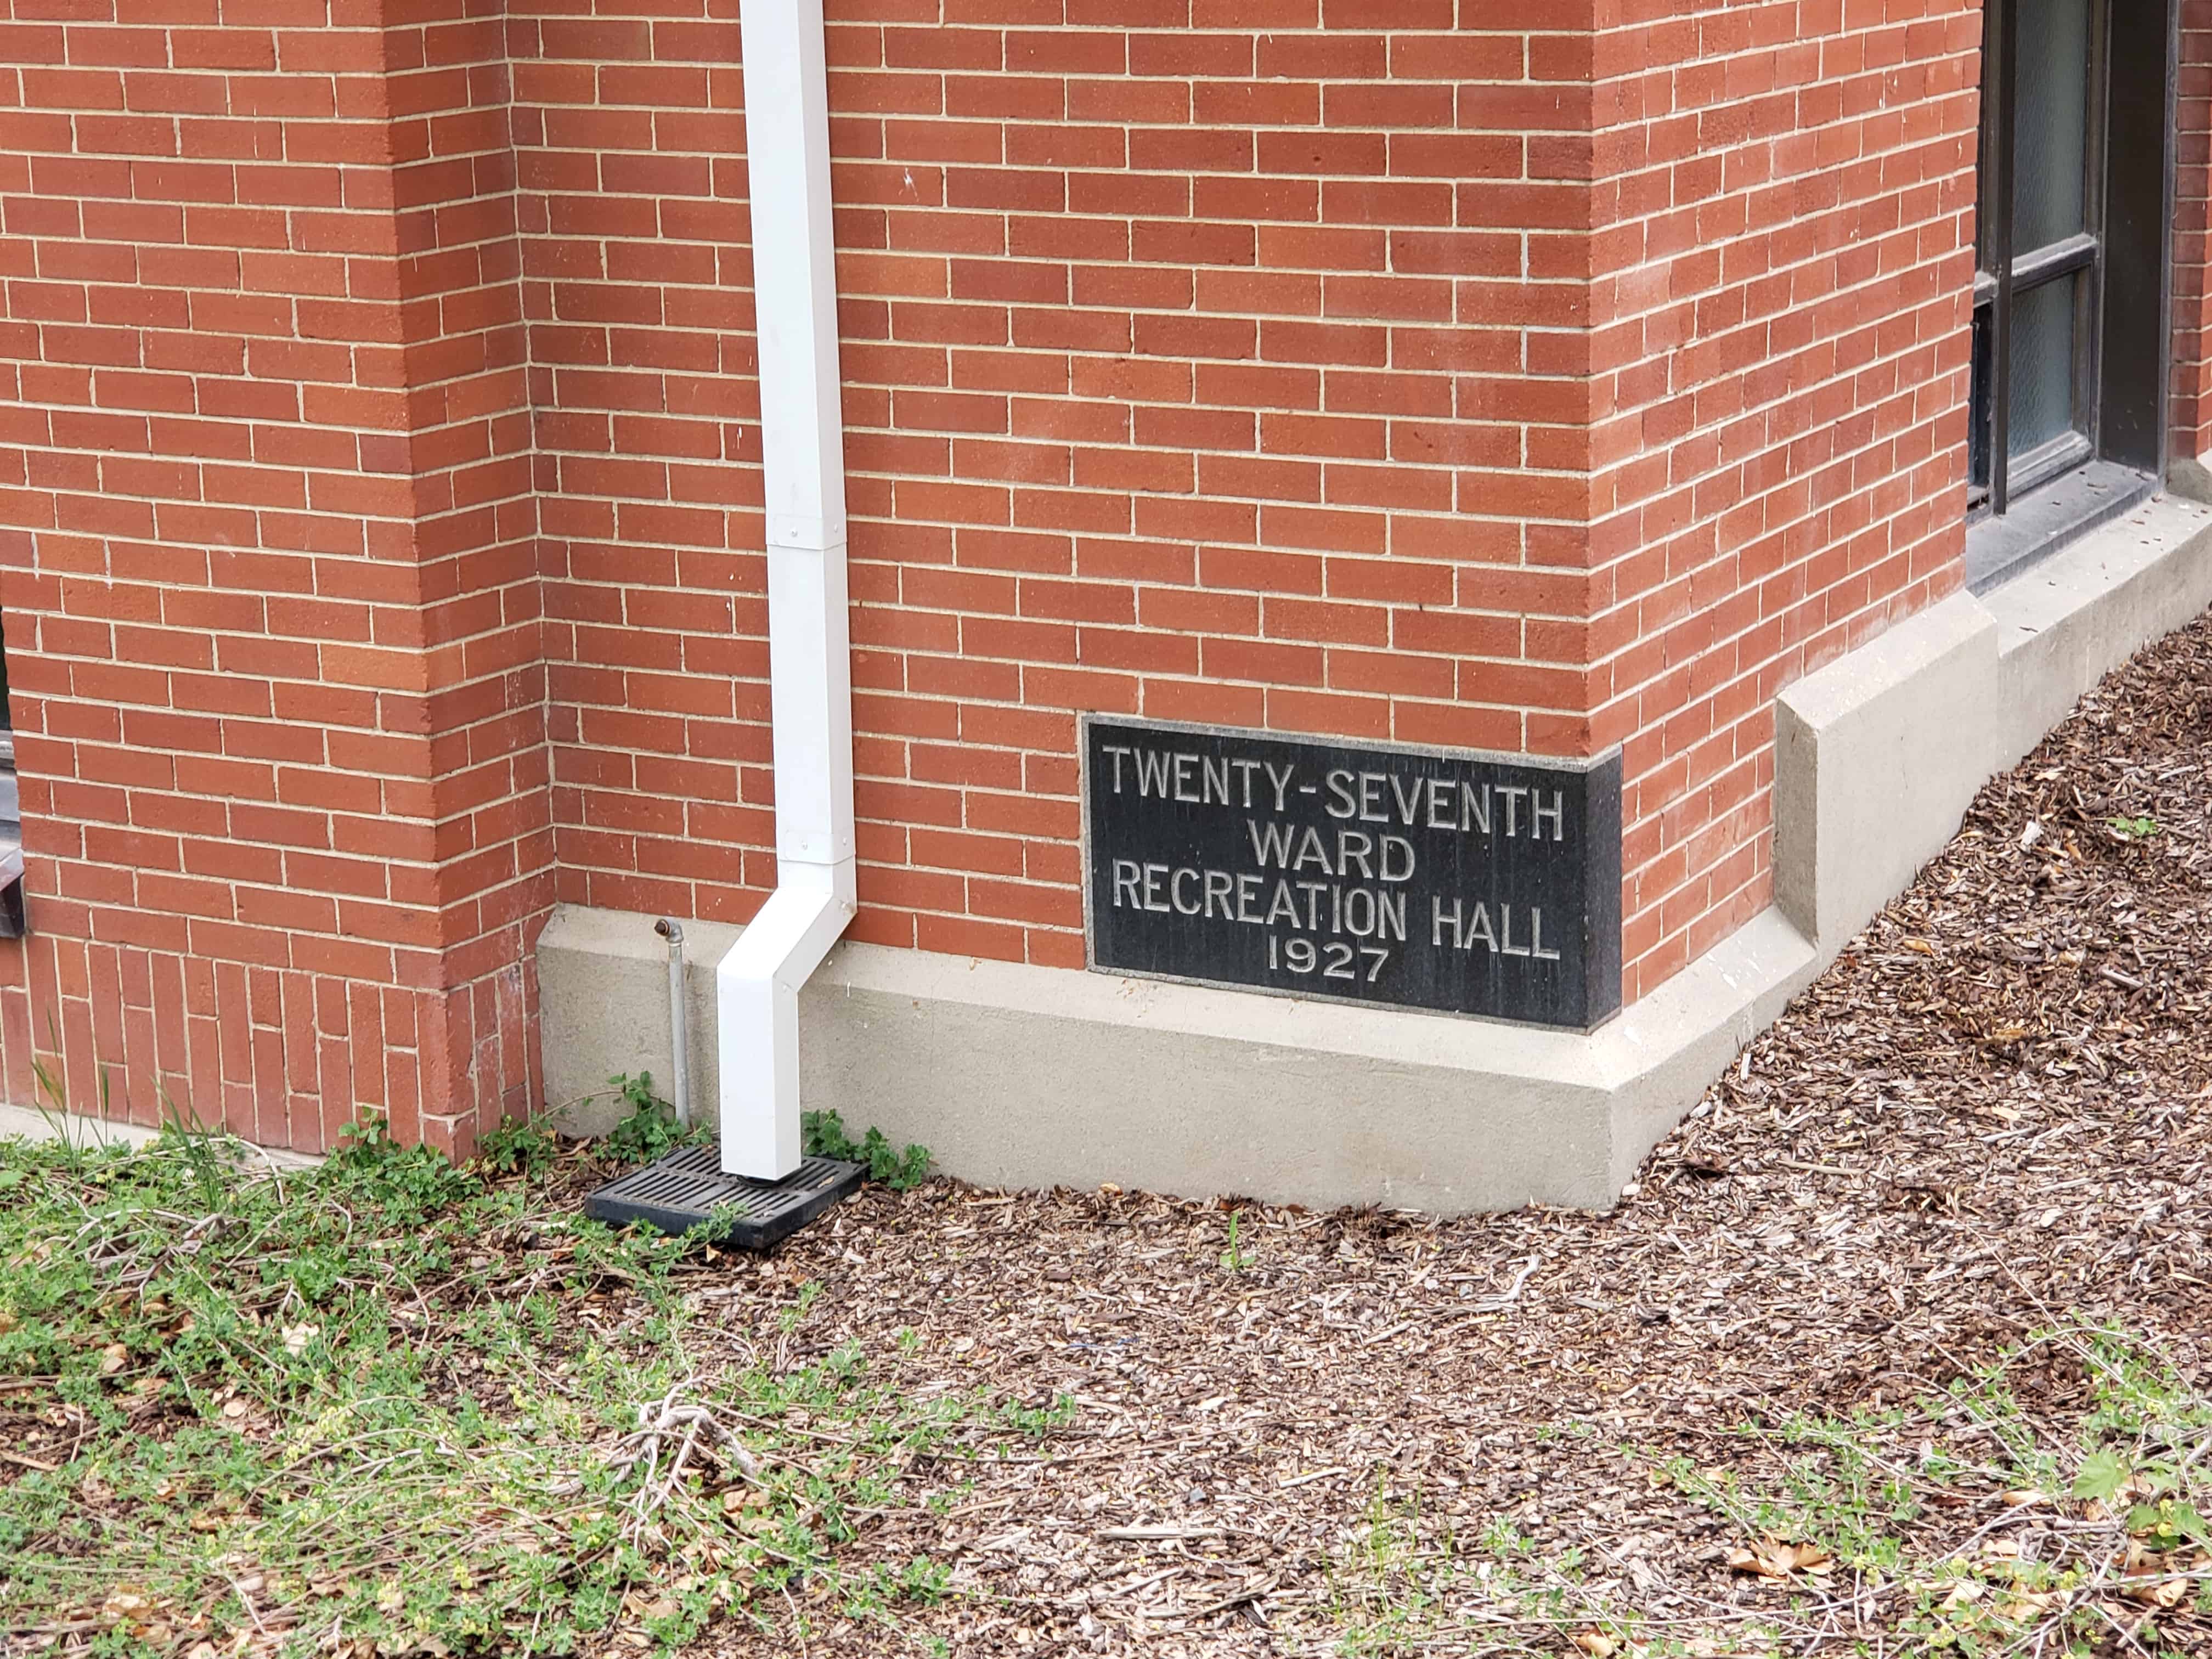 TWENTY-SEVENTH
WARD
RECREATION HALL
1927